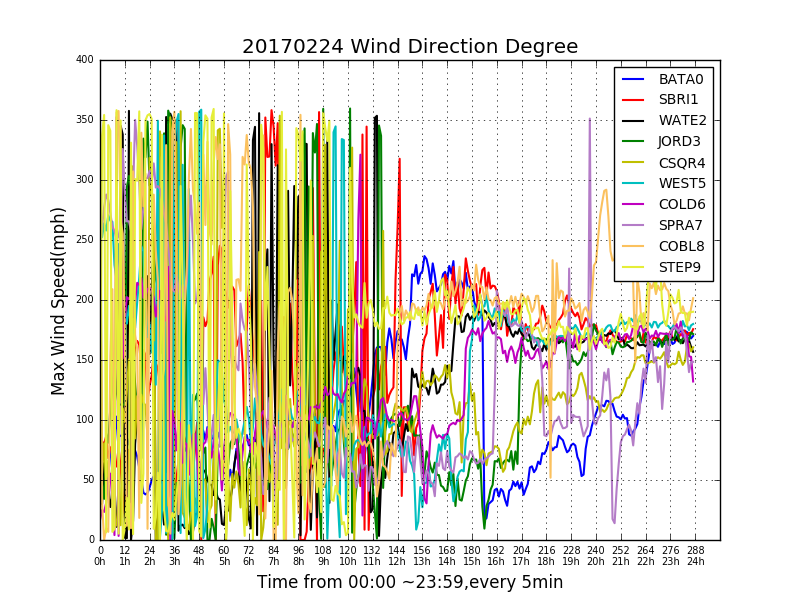 20170224 Wind Direction Degree
400
350
300
250
200
150
100
50
0
Max Wind Speed(mph)
BATA0
SBRI1
WATE2
JORD3
CSQR4
WEST5
COLD6
SPRA7
COBL8
STEP9
0 12 24 36 48 60 72 84 96 108 120 132 144 156 168 180 192 204 216 228 240 252 264 276 288
0h 1h 2h 3h 4h 5h 6h 7h 8h 9h 10h 11h 12h 13h 14h 15h 16h 17h 18h 19h 20h 21h 22h 23h 24h
Time from 00:00 ~23:59,every 5min